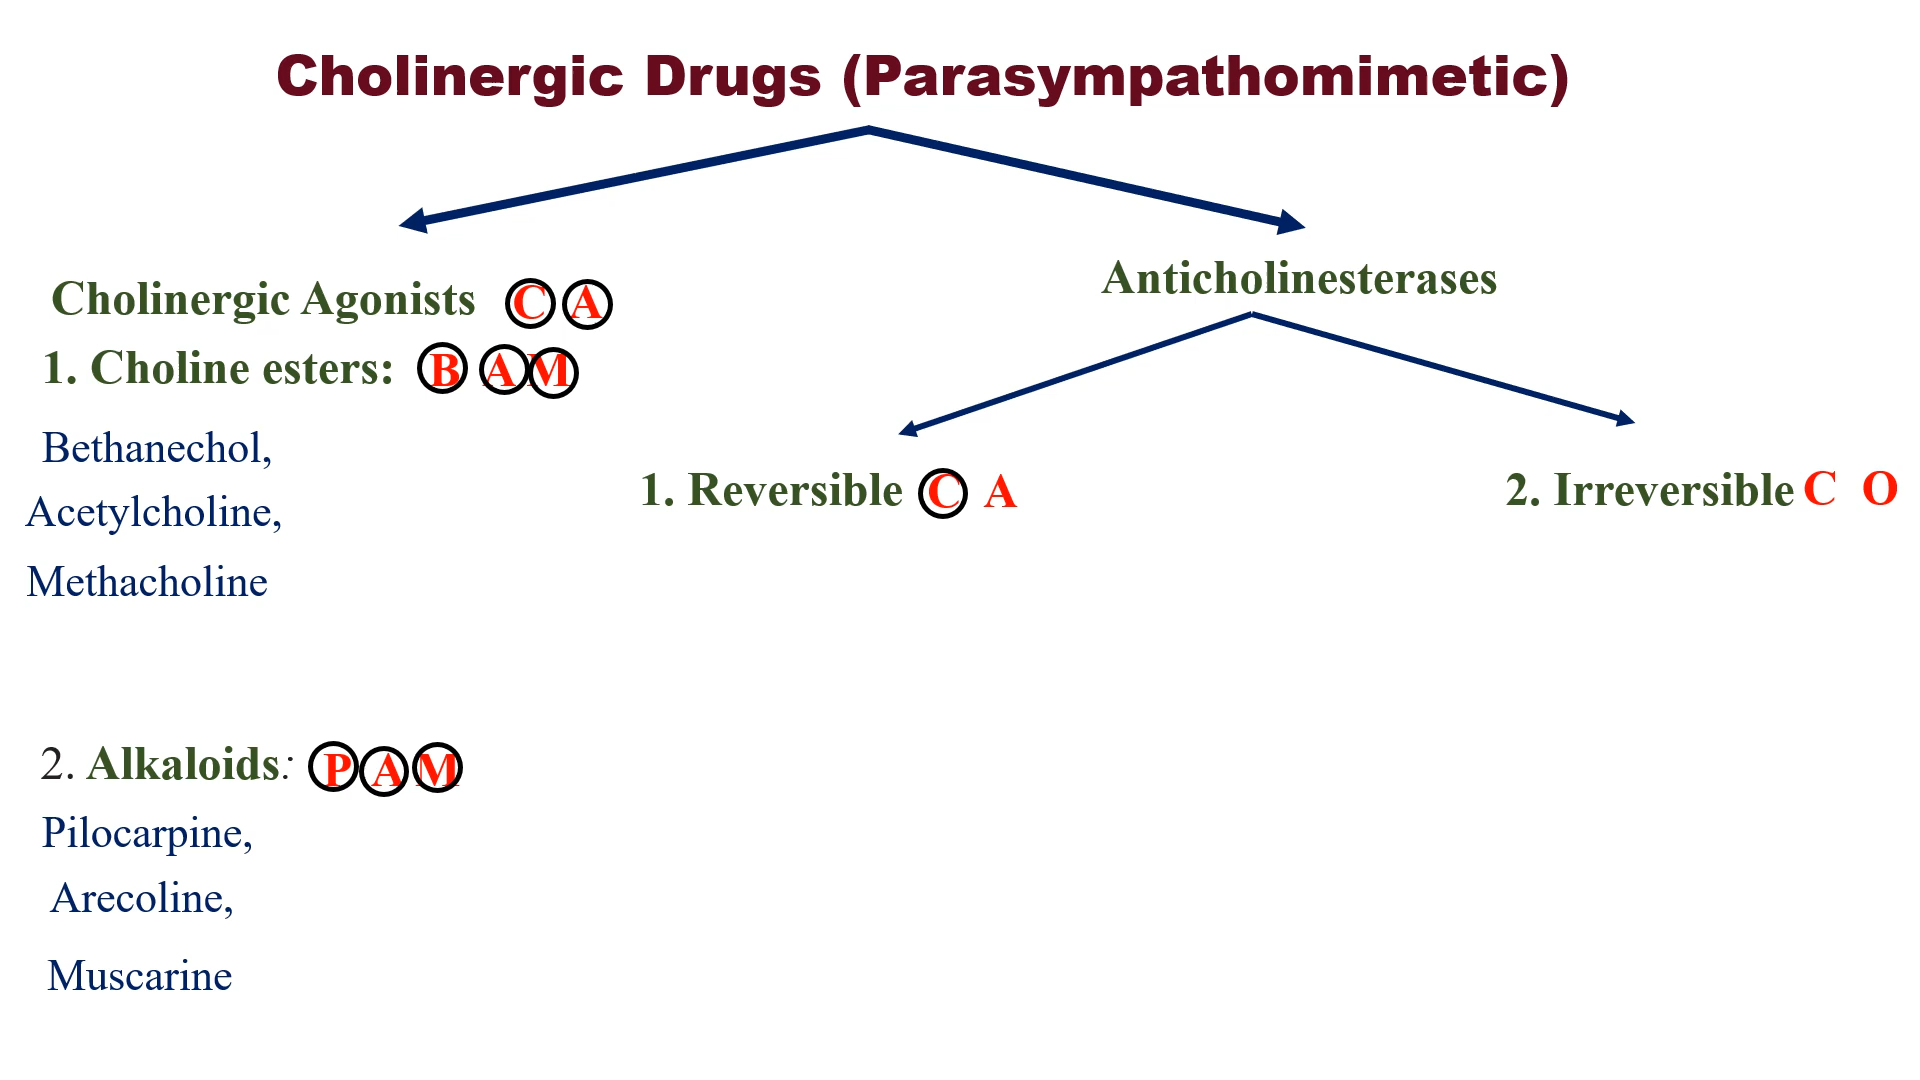 Cholinergic Drugs (Parasympathomimetic)
Cholinergic Agonists C A
1. Choline esters: B A M
Bethanechol,
Acetylcholine,
Methacholine
2. Alkaloids: P A M
Pilocarpine,
Arecoline,
Muscarine
Anticholinesterases
1. Reversible C A
2. Irreversible C O